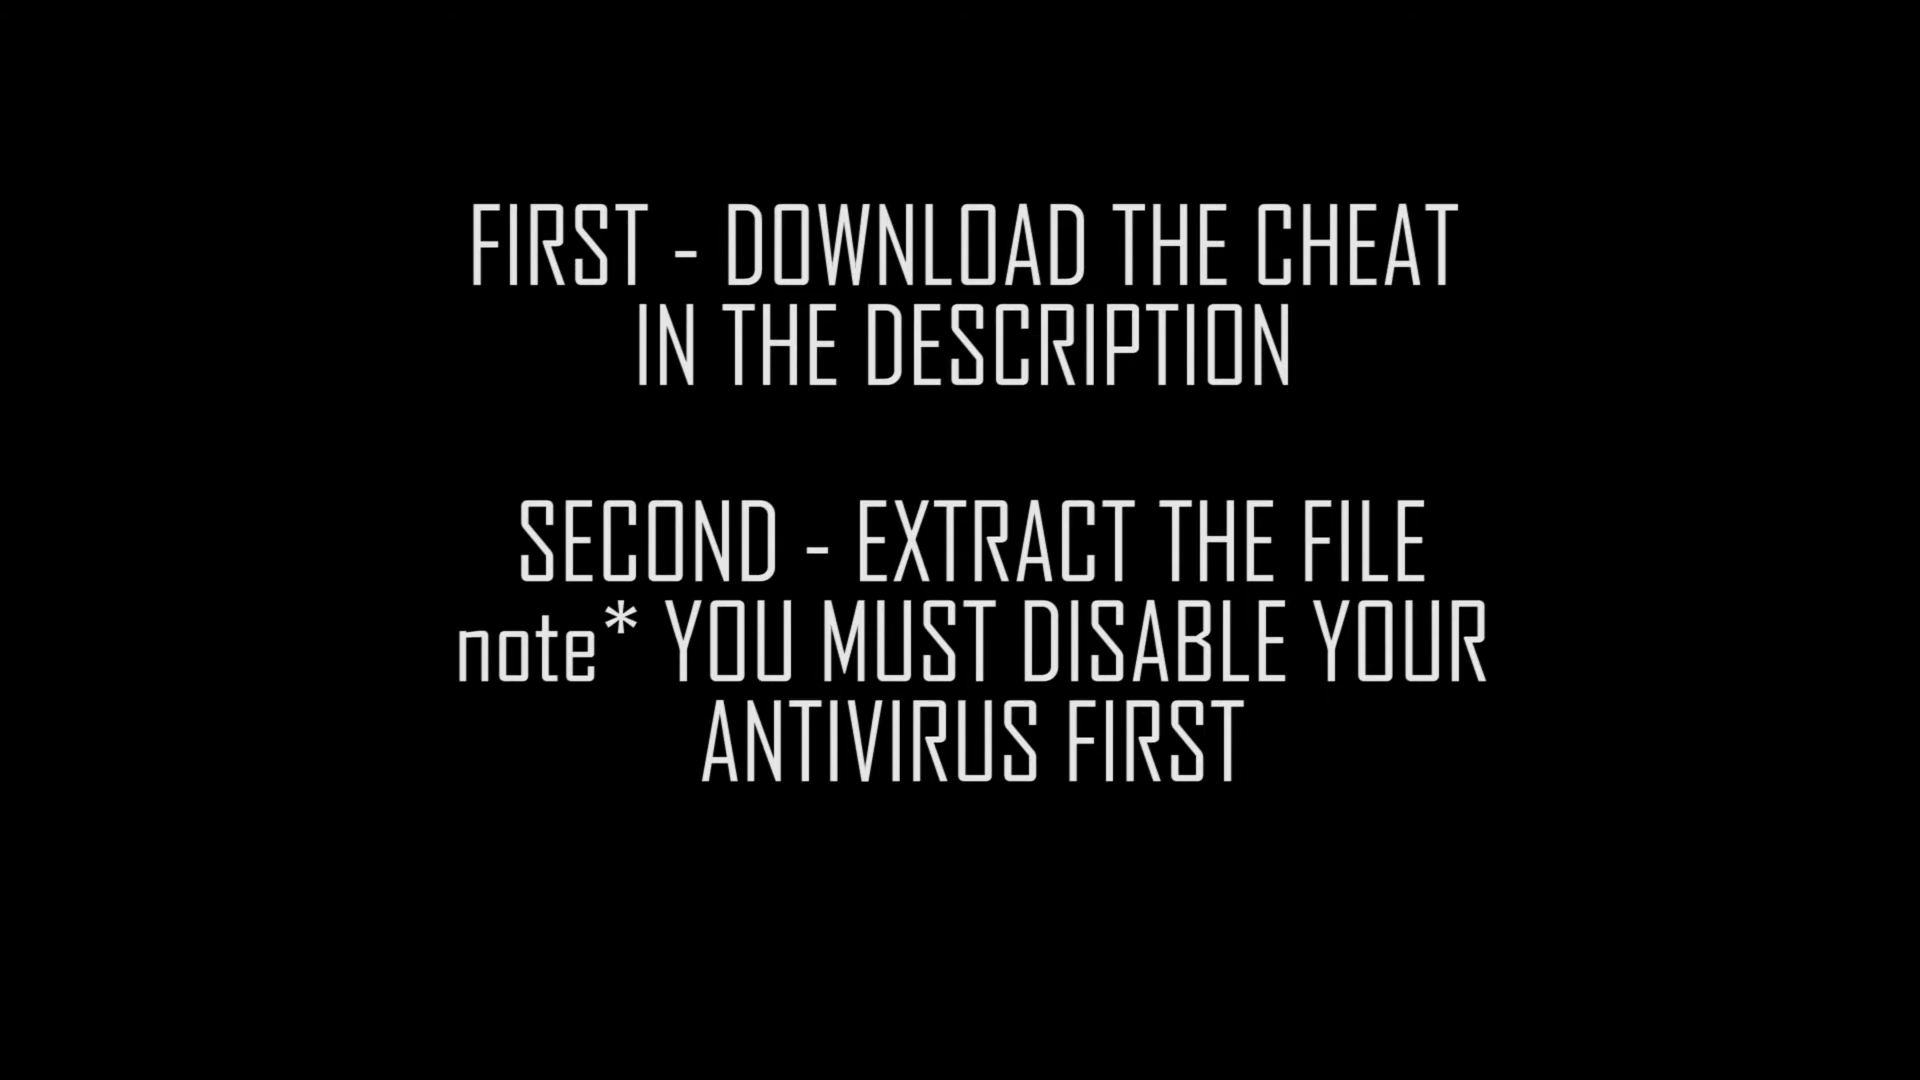 FIRST - DOWNLOAD THE CHEAT
IN THE DESCRIPTION
SECOND - EXTRACT THE FILE
note* YOU MUST DISABLE YOUR
ANTIVIRUS FIRST